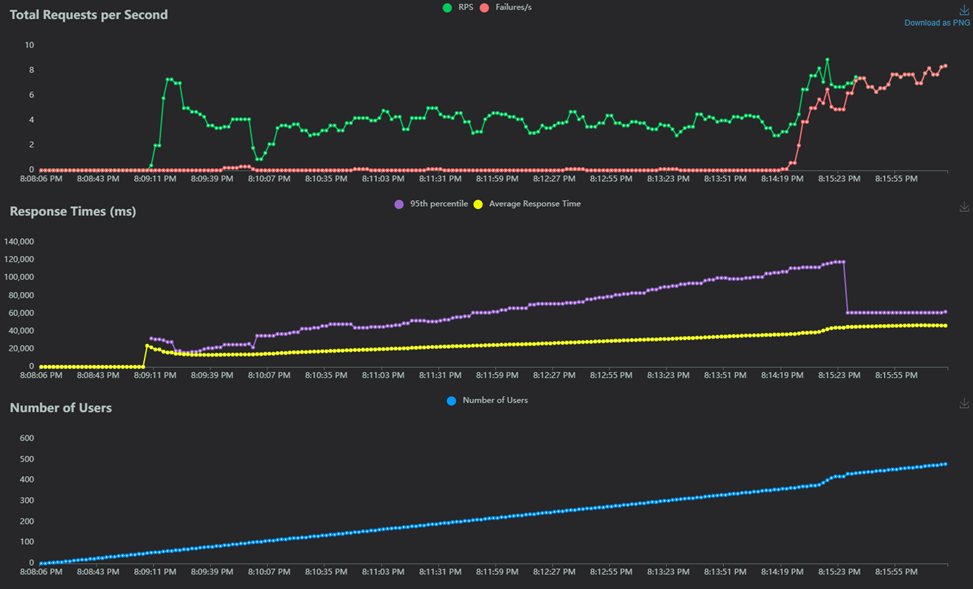 Total Requests per Second
RPS Failures/s
Download as PNG
10
8
6
4
2
0
8:08:06 PM 8:08:43 PM 8:09:11 PM 8:09:39 PM 8:10:07 PM 8:10:35 PM 8:11:03 PM 8:11:31 PM 8:11:59 PM 8:12:27 PM 8:12:55 PM 8:13:23 PM 8:13:51 PM 8:14:19 PM 8:15:23 PM 8:15:55 PM
Response Times (ms)
95th percentile Average Response Time
140,000
120,000
100,000
80,000
60,000
40,000
20,000
0
8:08:06 PM 8:08:43 PM 8:09:11 PM 8:09:39 PM 8:10:07 PM 8:10:35 PM 8:11:03 PM 8:11:31 PM 8:11:59 PM 8:12:27 PM 8:12:55 PM 8:13:23 PM 8:13:51 PM 8:14:19 PM 8:15:23 PM 8:15:55 PM
Number of Users
Number of Users
600
500
400
300
200
100
0
8:08:06 PM 8:08:43 PM 8:09:11 PM 8:09:39 PM 8:10:07 PM 8:10:35 PM 8:11:03 PM 8:11:31 PM 8:11:59 PM 8:12:27 PM 8:12:55 PM 8:13:23 PM 8:13:51 PM 8:14:19 PM 8:15:23 PM 8:15:55 PM